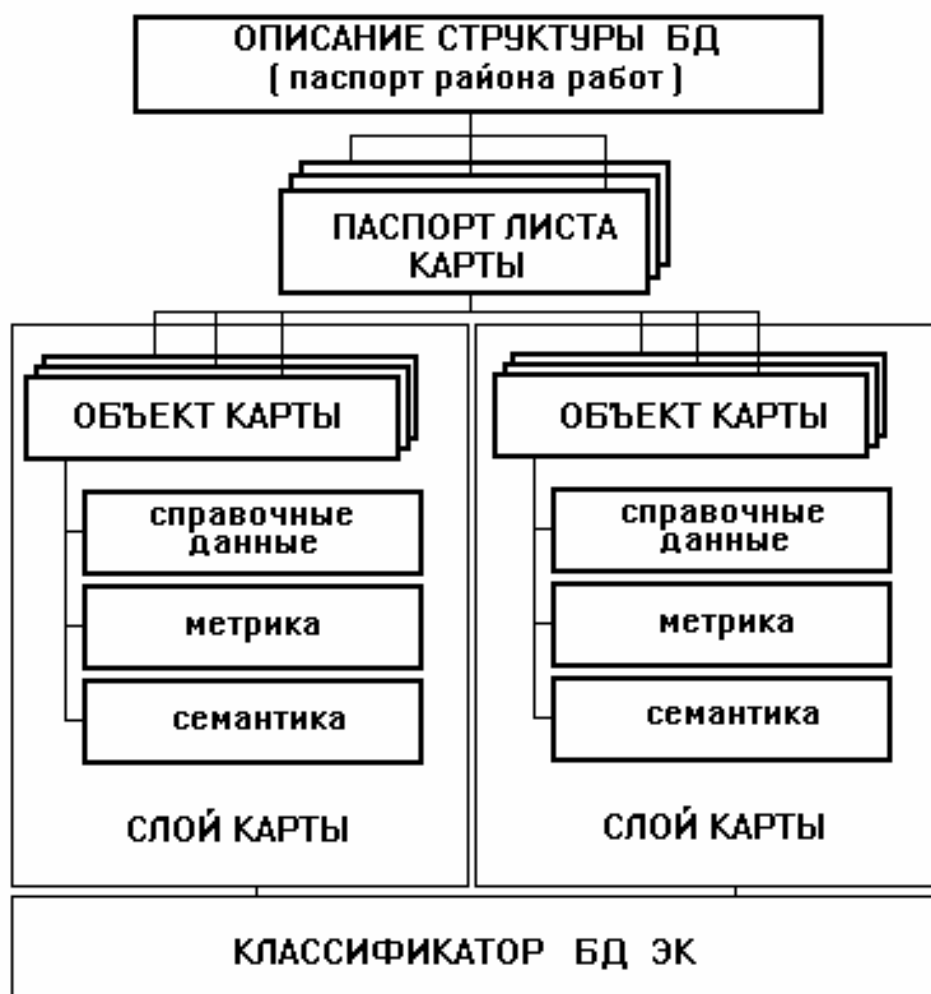 ОПИСАНИЕ СТРУКТУРЫ БД
( паспорт района работ )
ПАСПОРТ ЛИСТА
КАРТЫ
ОБЪЕКТ КАРТЫ
справочные
данные
метрика
семантика
СЛОЙ КАРТЫ
ОБЪЕКТ КАРТЫ
справочные
данные
метрика
семантика
СЛОЙ КАРТЫ
КЛАССИФИКАТОР БД ЭК